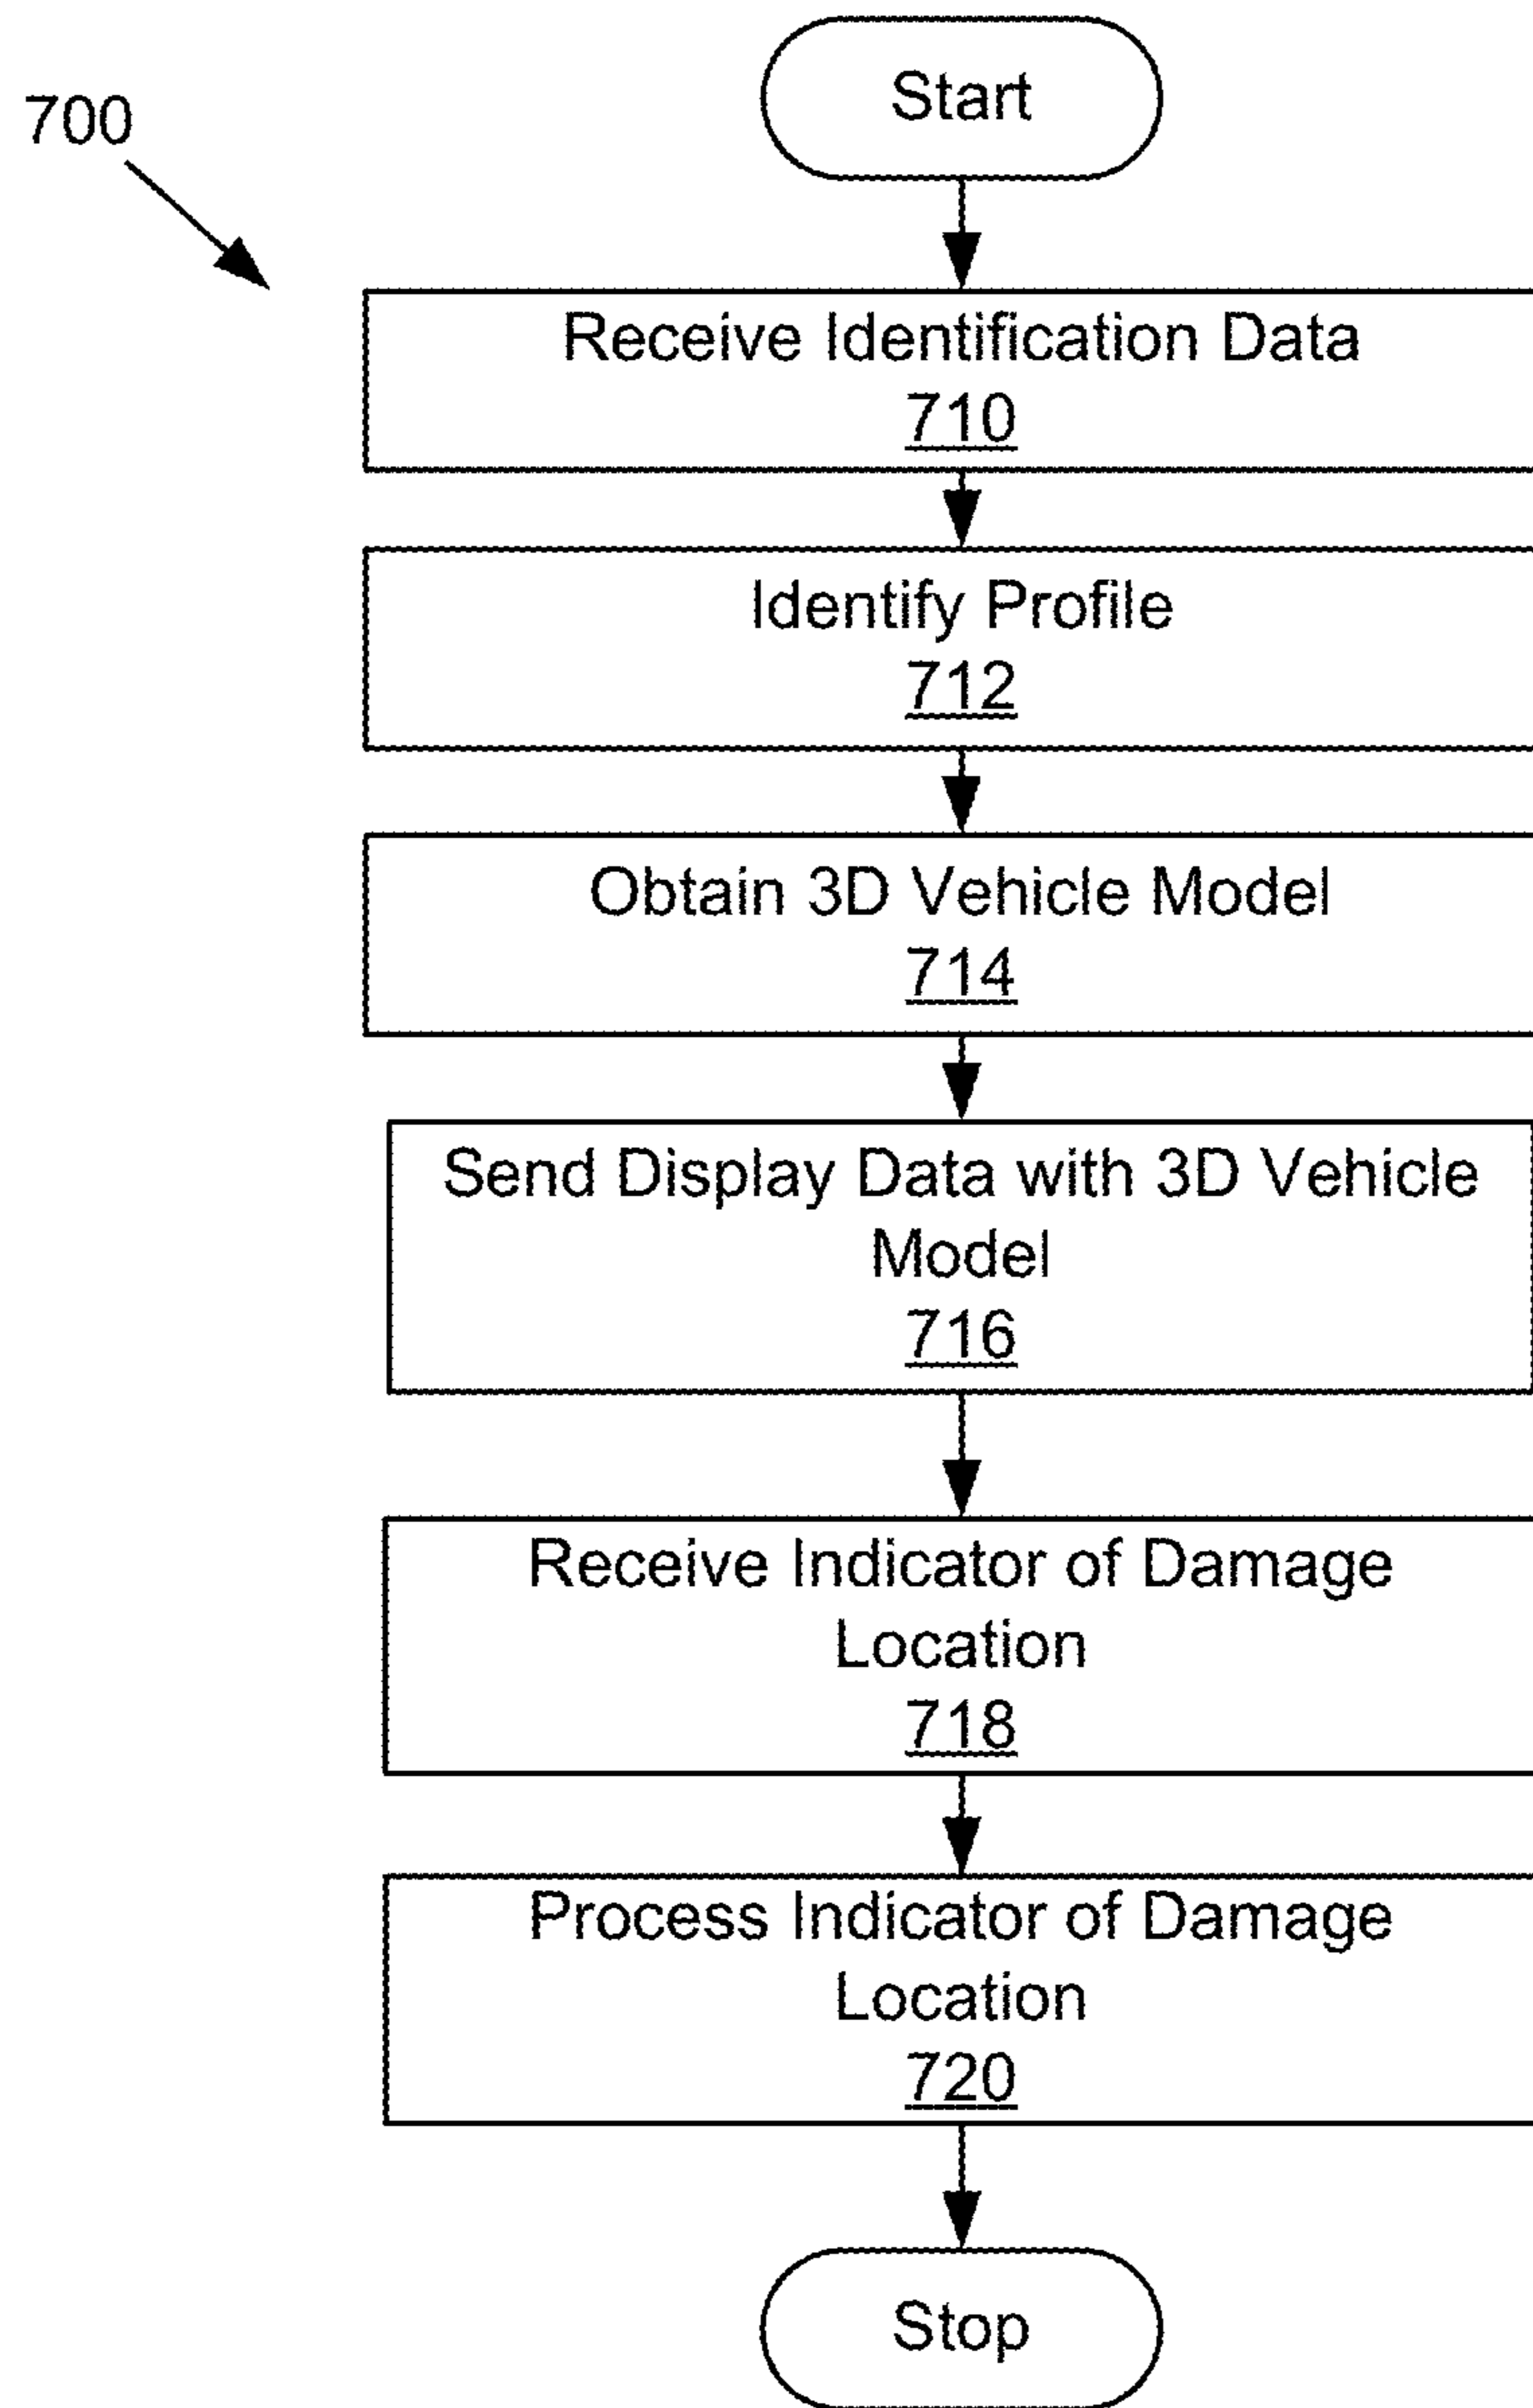 700
Start
Receive Identification Data
710
Identify Profile
712
Obtain 3D Vehicle Model
714
Send Display Data with 3D Vehicle
Model
716
Receive Indicator of Damage
Location
718
Process Indicator of Damage
Location
720
Stop